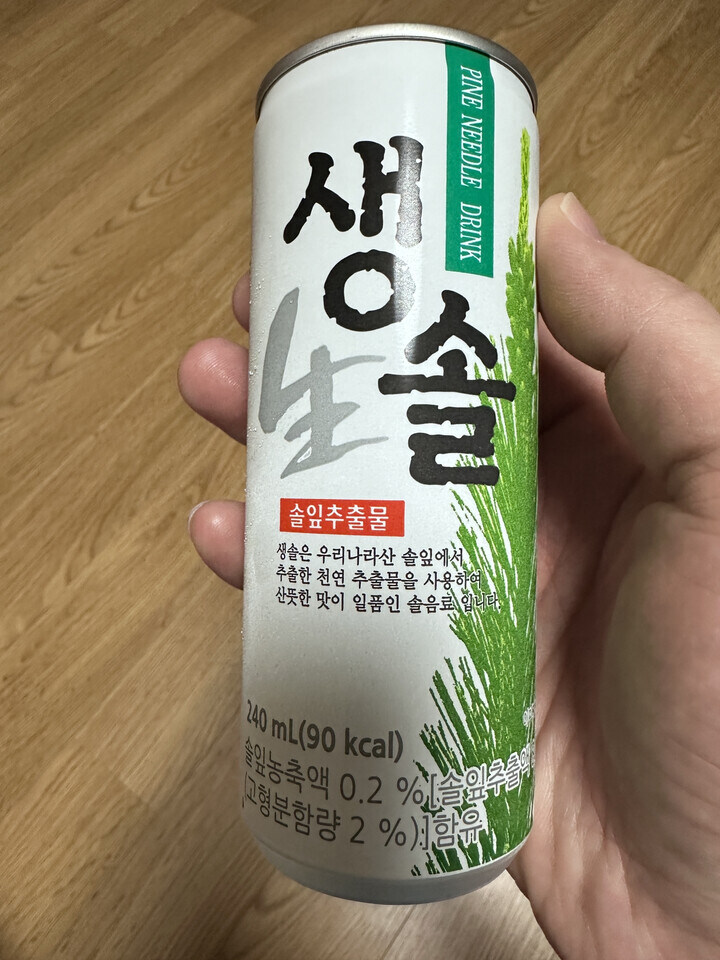 PINE NEEDLE DRINK
생
生
솔
솔잎추출물
생솔은 우리나라산 솔잎에서
추출한 천연 추출물을 사용하여
산뜻한 맛이 일품인 솔음료 입니다.
240 mL(90 kcal)
솔잎농축액 0.2 %[솔잎추출액
(고형분함량 2 %)]함유